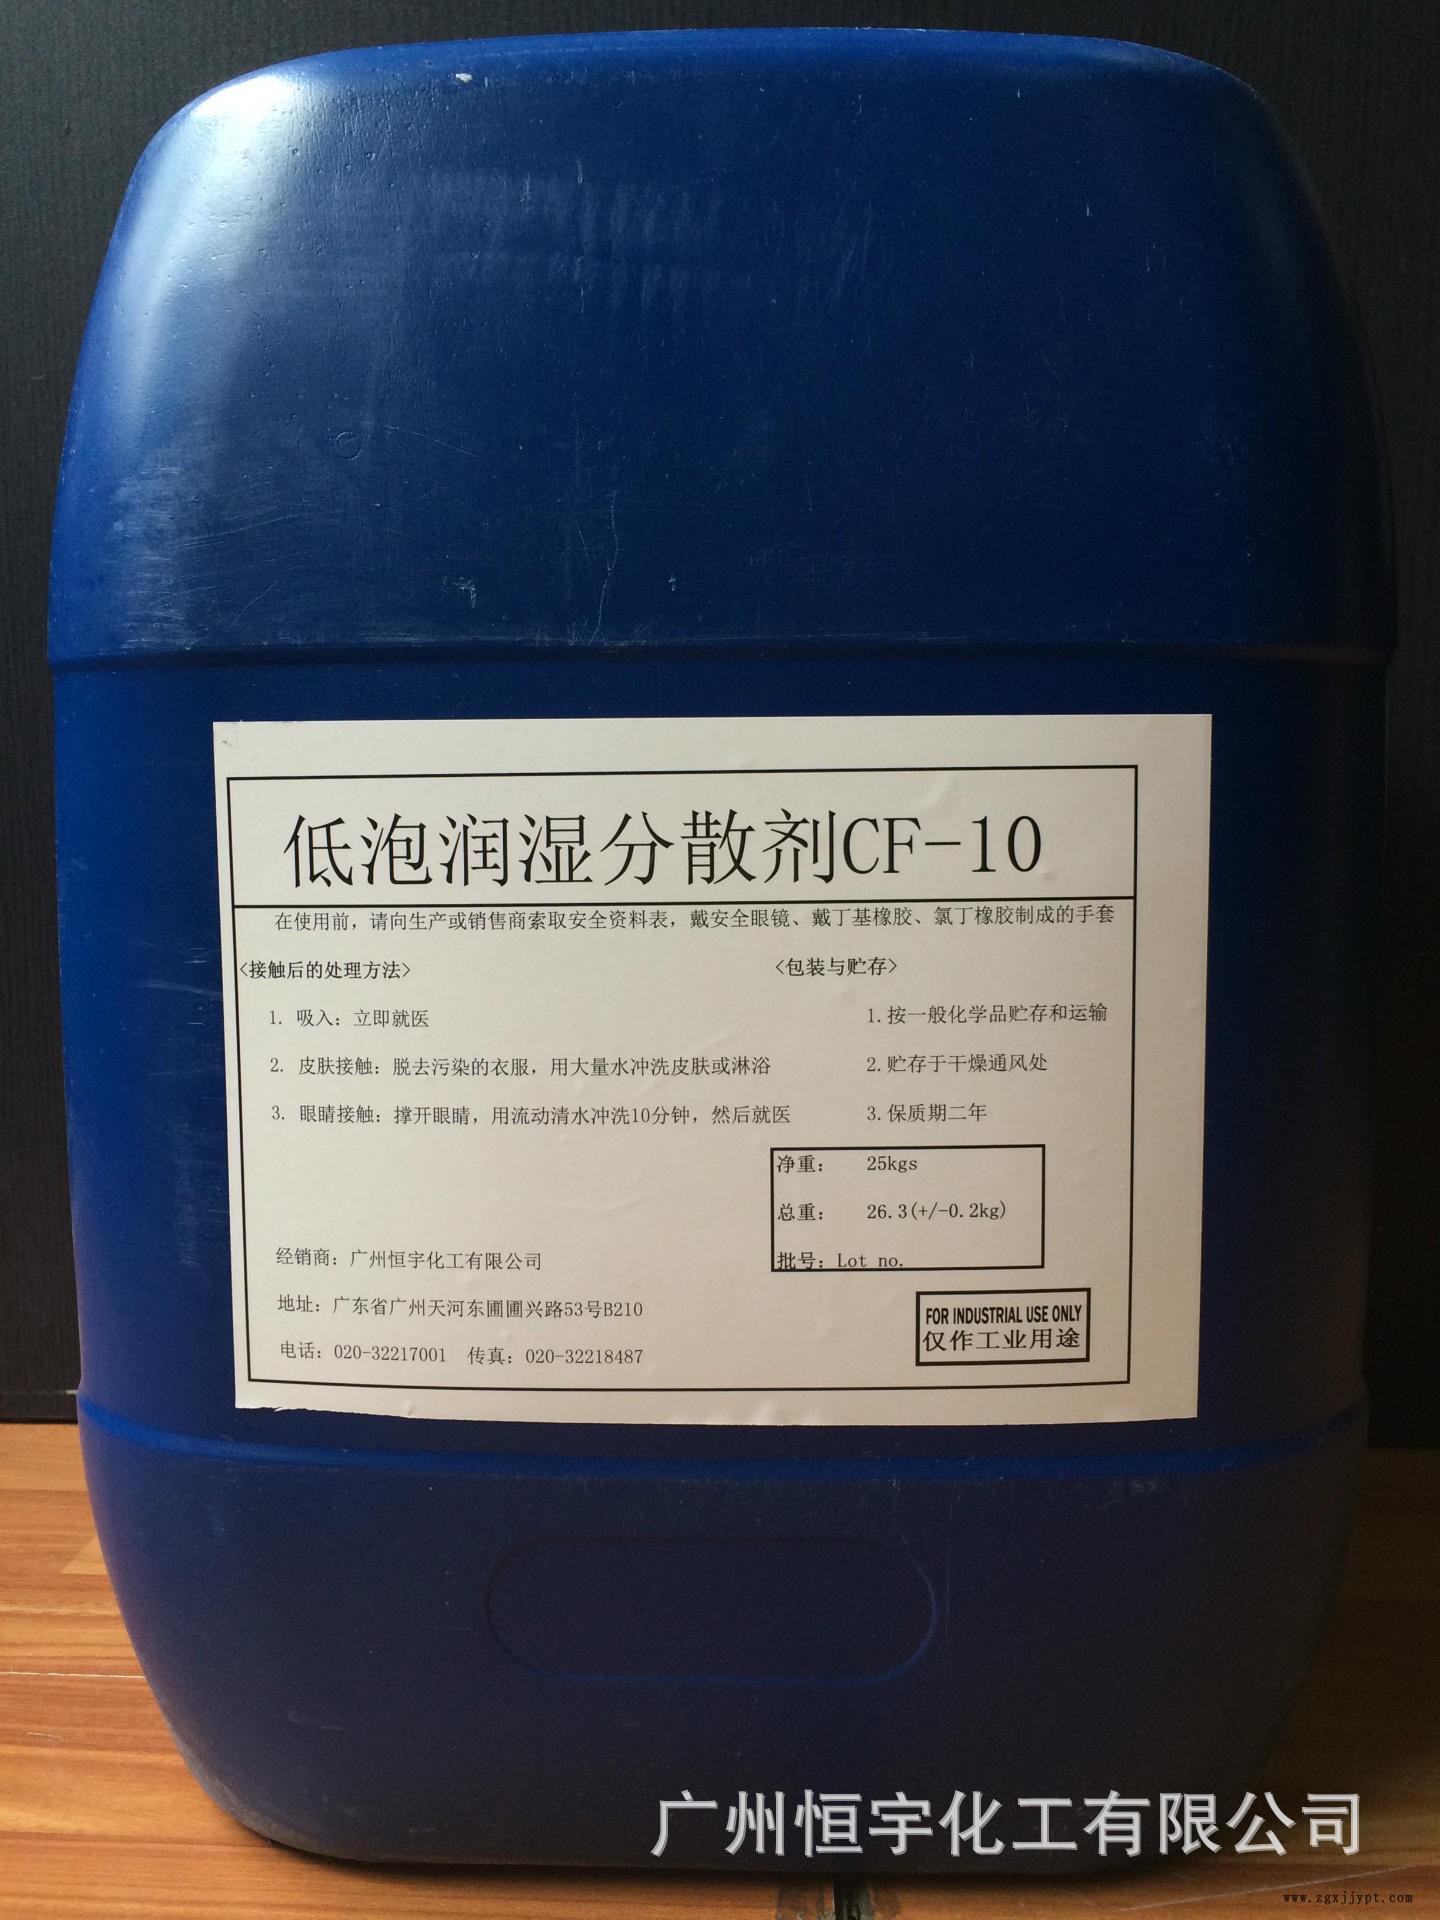 低泡润湿分散剂CF-10
在使用前，请向生产或销售商索取安全资料表，戴安全眼镜、戴丁基橡胶、氯丁橡胶制成的手套
<接触后的处理方法>
1. 吸入：立即就医
2. 皮肤接触：脱去污染的衣服，用大量水冲洗皮肤或淋浴
3. 眼睛接触：撑开眼睛，用流动清水冲洗10分钟，然后就医
<包装与贮存>
1.按一般化学品贮存和运输
2.贮存于干燥通风处
3.保质期二年
净重： 25kgs
总重： 26.3(+/-0.2kg)
批号：Lot no.
经销商：广州恒宇化工有限公司
地址：广东省广州天河东圃圃兴路53号B210
电话：020-32217001 传真：020-32218487
FOR INDUSTRIAL USE ONLY
仅作工业用途
广州恒宇化工有限公司
www.zgxjjypt.com